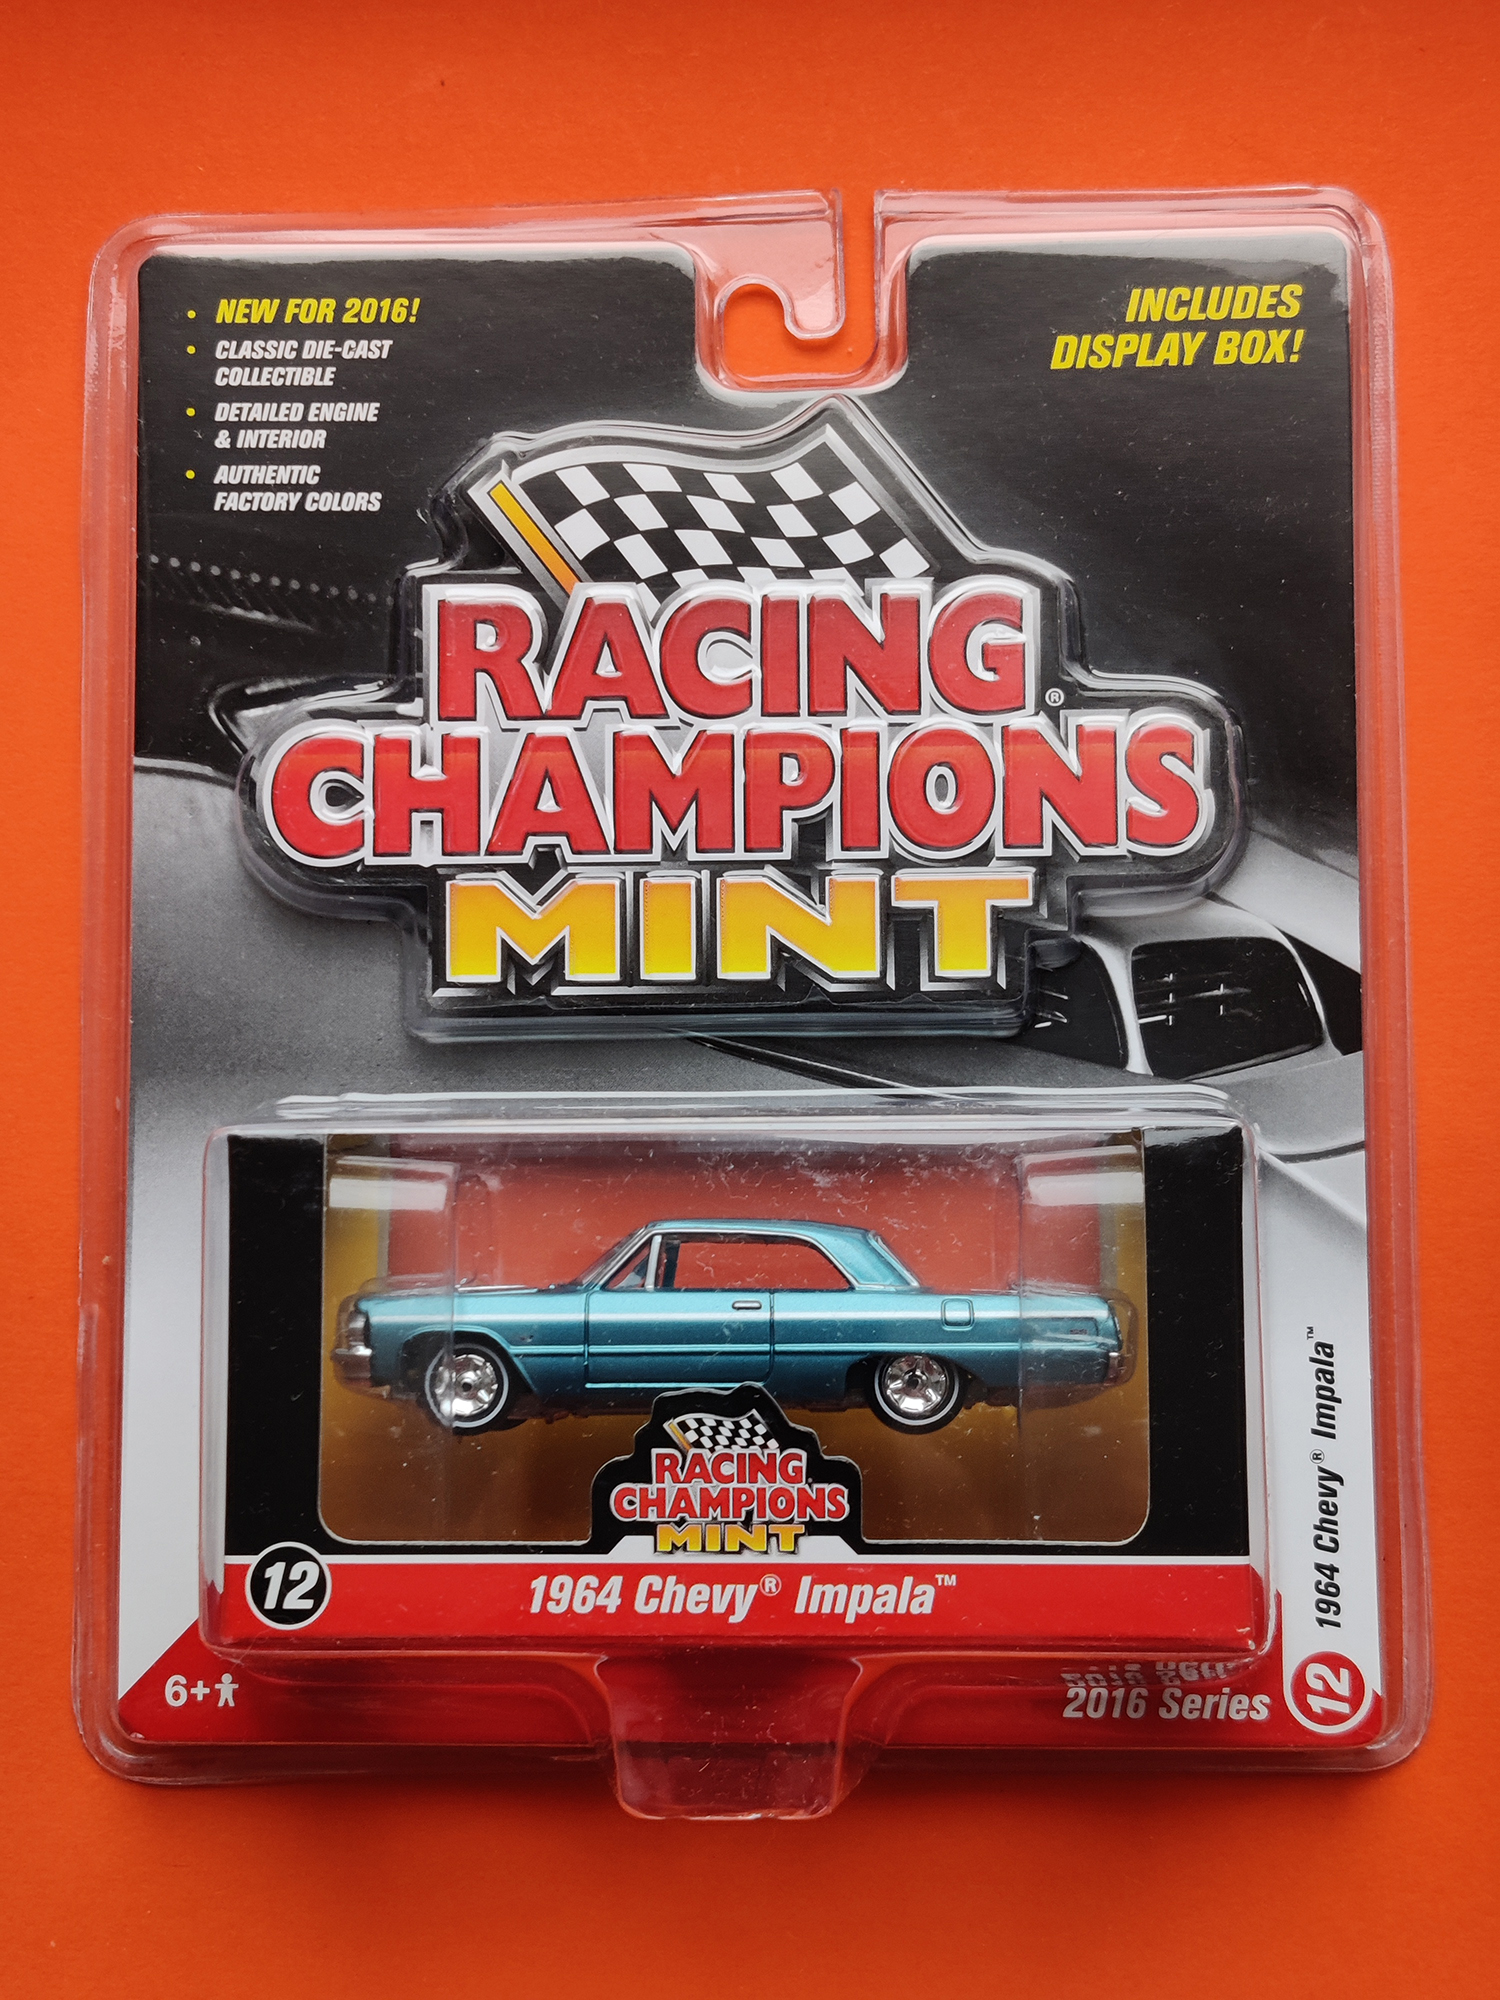 • NEW FOR 2016!
• CLASSIC DIE-CAST
COLLECTIBLE
• DETAILED ENGINE
& INTERIOR
• AUTHENTIC
FACTORY COLORS
INCLUDES
DISPLAY BOX!
RACING
CHAMPIONS®
MINT
RACING
CHAMPIONS
MINT
12
1964 Chevy® Impala™
6+
2016 Series
12
1964 Chevy® Impala™